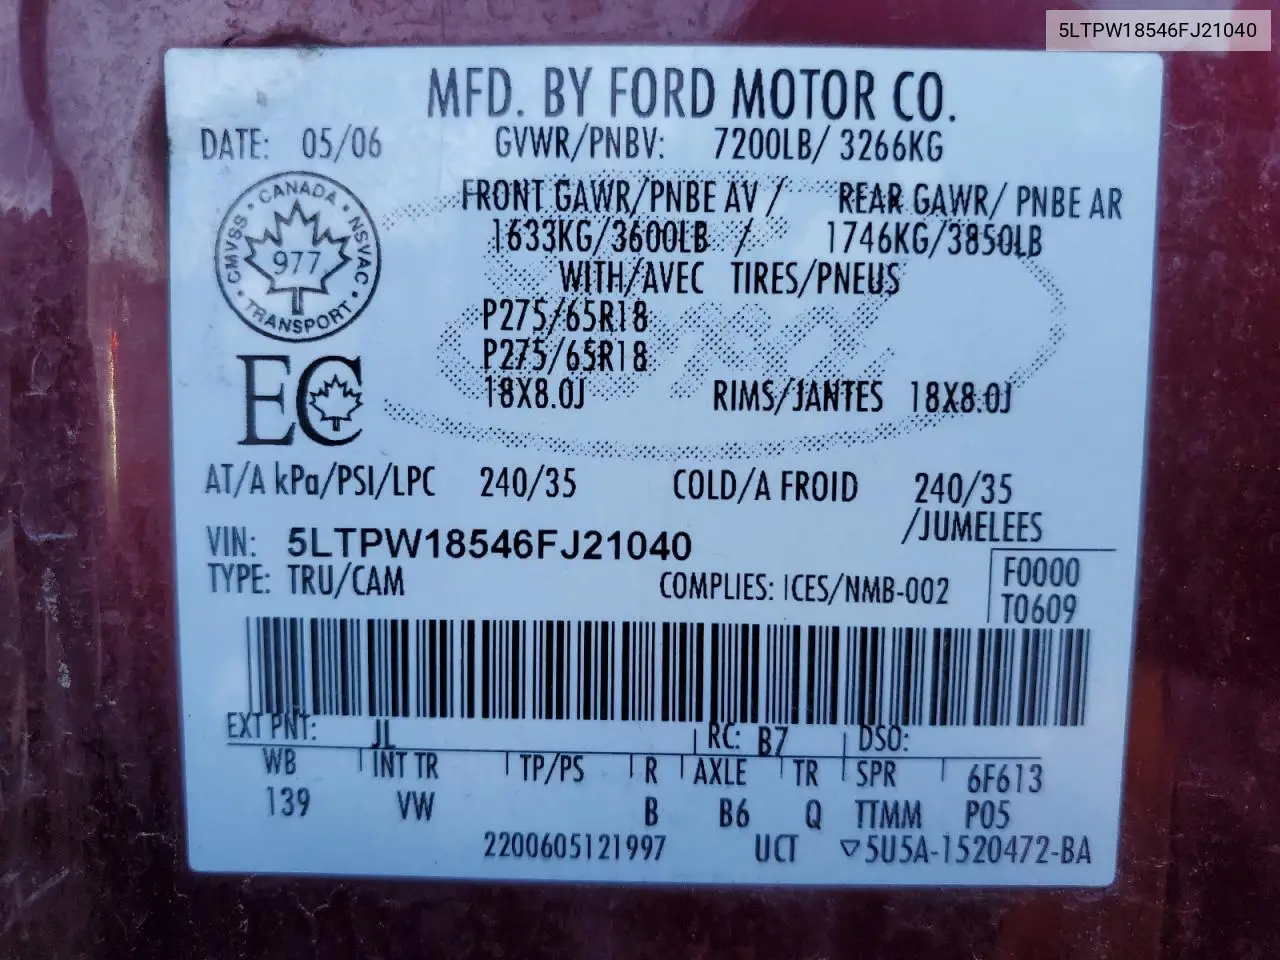 5LTPW18546FJ21040
MFD. BY FORD MOTOR CO.
DATE: 05/06 GVWR/PNBV: 7200LB/ 3266KG
FRONT GAWR/PNBE AV / REAR GAWR/ PNBE AR
1633KG/3600LB / 1746KG/3850LB
WITH/AVEC TIRES/PNEUS
P275/65R18
P275/65R18
18X8.0J RIMS/JANTES 18X8.0J
CMVSS • CANADA • NSVAC • TRANSPORT •
977
EC
AT/A kPa/PSI/LPC 240/35 COLD/A FROID 240/35
/JUMELEES
VIN: 5LTPW18546FJ21040
TYPE: TRU/CAM COMPLIES: ICES/NMB-002
F0000
T0609
EXT PNT: JL RC: B7 DSO:
WB INT TR TP/PS R AXLE TR SPR 6F613
139 VW B B6 Q TTMM P05
2200605121997 UCT ▽5U5A-1520472-BA